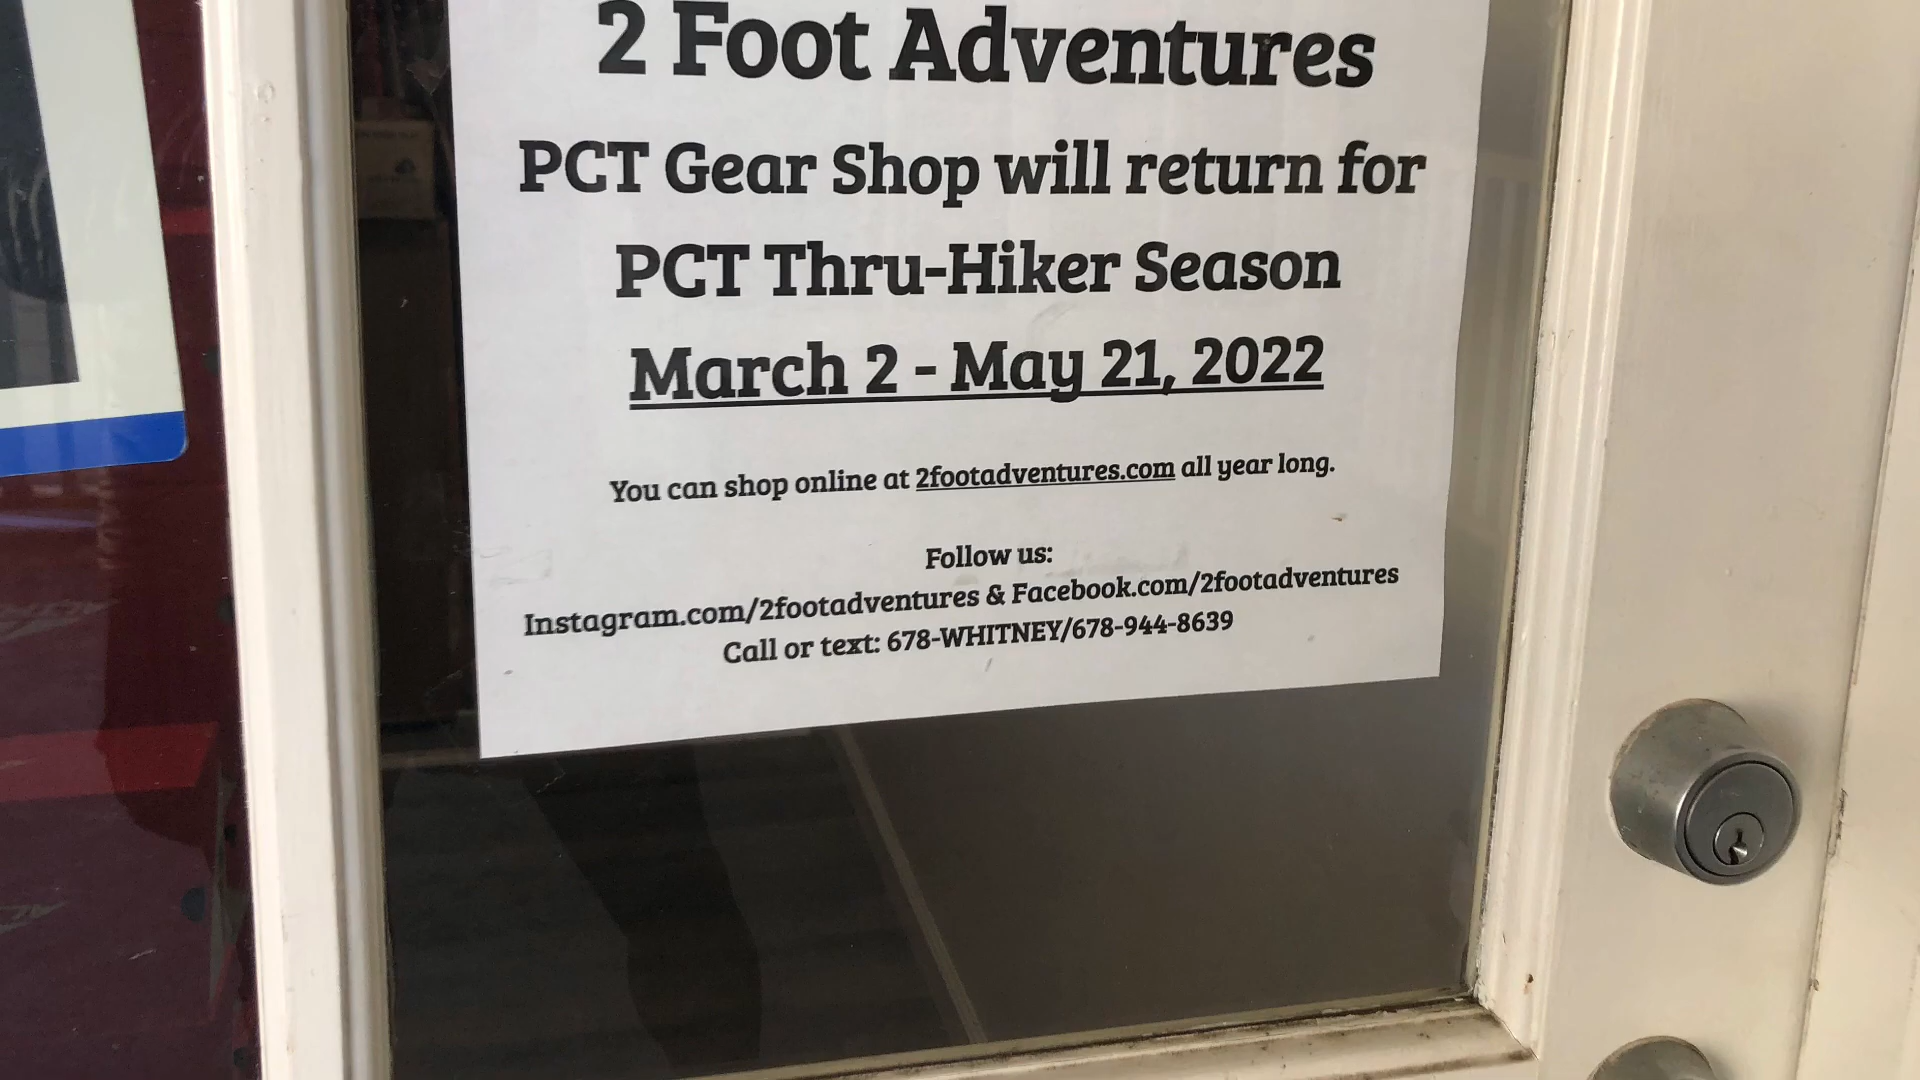 2 Foot Adventures
PCT Gear Shop will return for
PCT Thru-Hiker Season
March 2 - May 21, 2022
You can shop online at 2footadventures.com all year long.
Follow us:
Instagram.com/2footadventures & Facebook.com/2footadventures
Call or text: 678-WHITNEY/678-944-8639